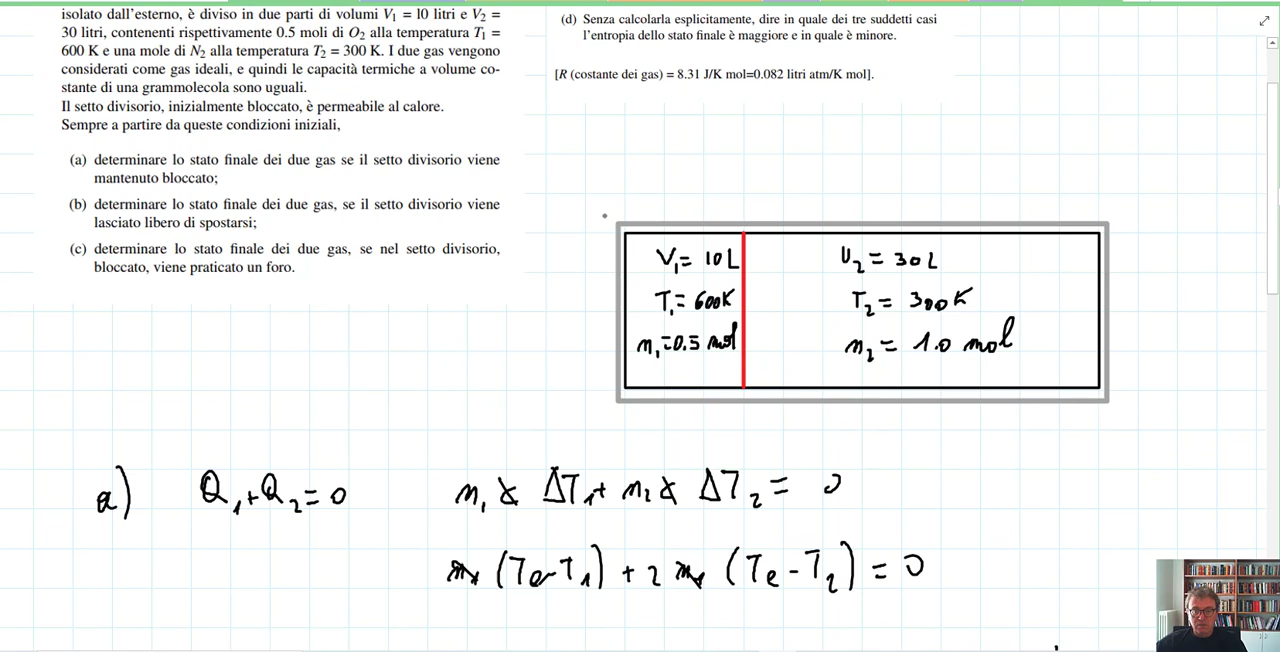 isolato dall'esterno, è diviso in due parti di volumi V₁ = 10 litri e V₂ =
30 litri, contenenti rispettivamente 0.5 moli di O₂ alla temperatura T₁ =
600 K e una mole di N₂ alla temperatura T₂ = 300 K. I due gas vengono
considerati come gas ideali, e quindi le capacità termiche a volume co-
stante di una grammolecola sono uguali.
Il setto divisorio, inizialmente bloccato, è permeabile al calore.
Sempre a partire da queste condizioni iniziali,
(a) determinare lo stato finale dei due gas se il setto divisorio viene
mantenuto bloccato;
(b) determinare lo stato finale dei due gas, se il setto divisorio viene
lasciato libero di spostarsi;
(c) determinare lo stato finale dei due gas, se nel setto divisorio,
bloccato, viene praticato un foro.
(d) Senza calcolarla esplicitamente, dire in quale dei tre suddetti casi
l'entropia dello stato finale è maggiore e in quale è minore.
[R (costante dei gas) = 8.31 J/K mol=0.082 litri atm/K mol].
V₁ = 10L
T₁ = 600K
n₁=0.5 mol
V₂ = 30L
T₂ = 300K
n₂ = 1.0 mol
a) Q₁+Q₂=0 n₁ ΔT₁+ n₂ ΔT₂ = 0
n₁ (Te-T₁) + 2 n₁ (Te-T₂) = 0